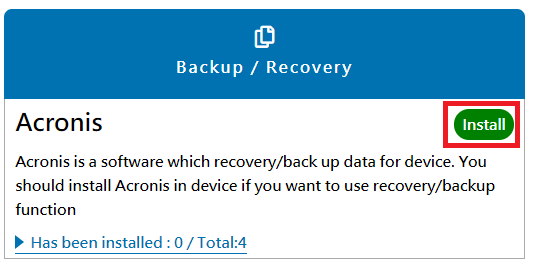 Backup / Recovery
Acronis
Install
Acronis is a software which recovery/back up data for device. You
should install Acronis in device if you want to use recovery/backup
function
Has been installed : 0 / Total:4